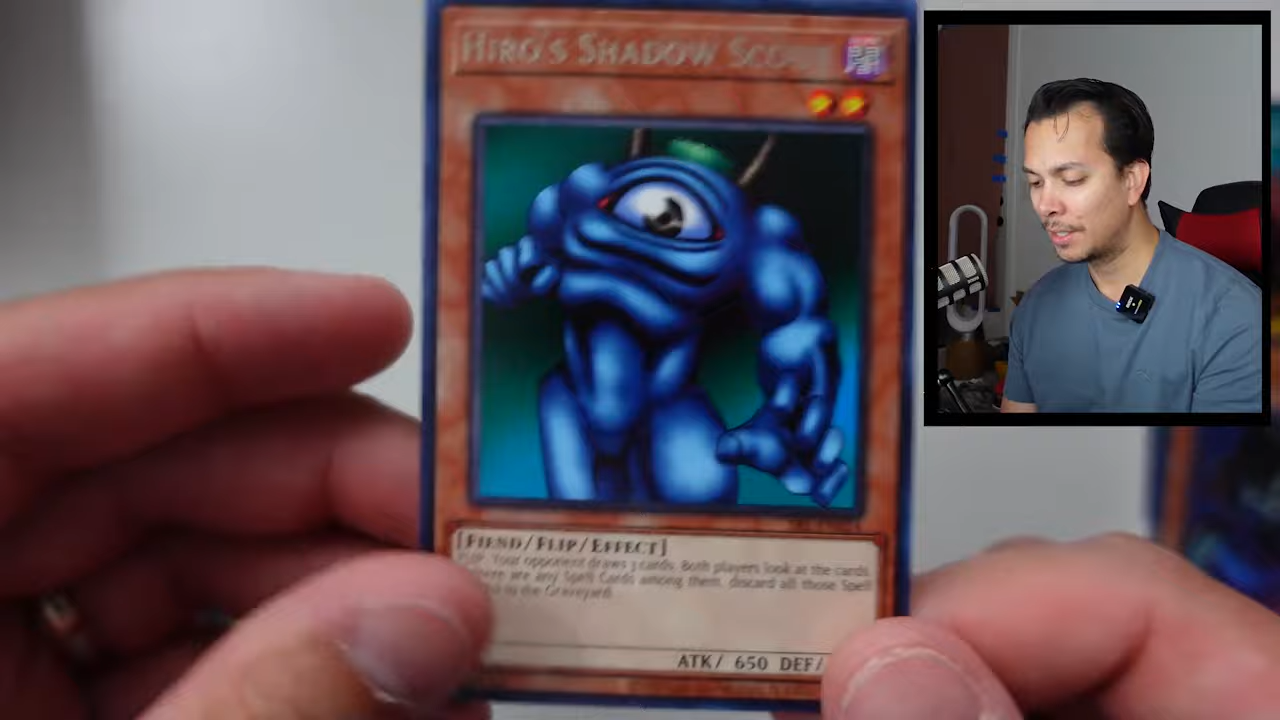 HIRO'S SHADOW SCOUT
[FIEND/FLIP/EFFECT]
FLIP: Your opponent draws 3 cards. Both players look at the cards
there are any Spell Cards among them, discard all those Spell
to the Graveyard.
ATK/ 650 DEF/